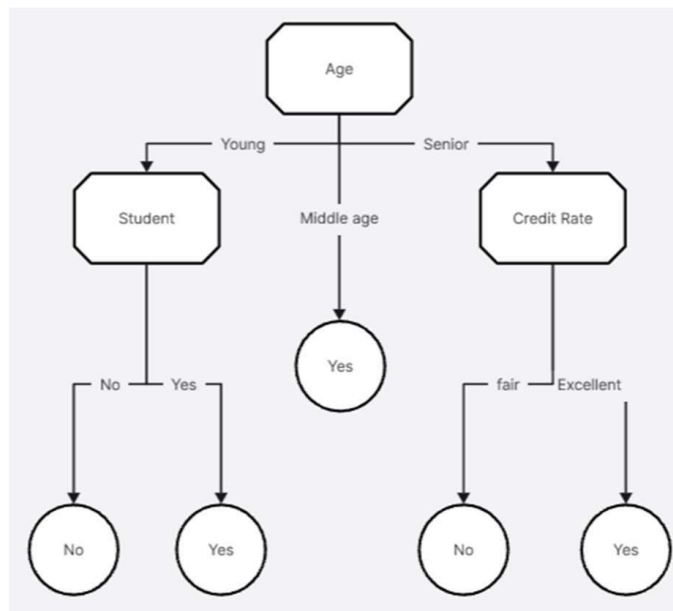 Age
Young
Senior
Student
Middle age
Credit Rate
Yes
No
Yes
fair
Excellent
No
Yes
No
Yes